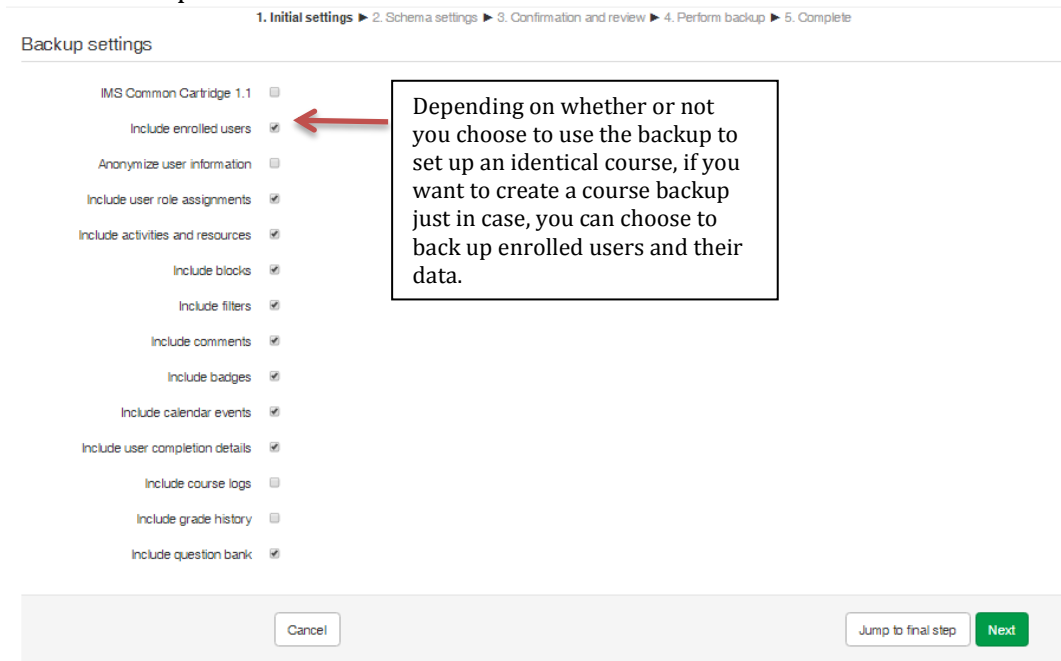 1. Initial settings ► 2. Schema settings ► 3. Confirmation and review ► 4. Perform backup ► 5. Complete
Backup settings
IMS Common Cartridge 1.1
Include enrolled users
Anonymize user information
Include user role assignments
Include activities and resources
Include blocks
Include filters
Include comments
Include badges
Include calendar events
Include user completion details
Include course logs
Include grade history
Include question bank
Depending on whether or not
you choose to use the backup to
set up an identical course, if you
want to create a course backup
just in case, you can choose to
back up enrolled users and their
data.
Cancel
Jump to final step
Next